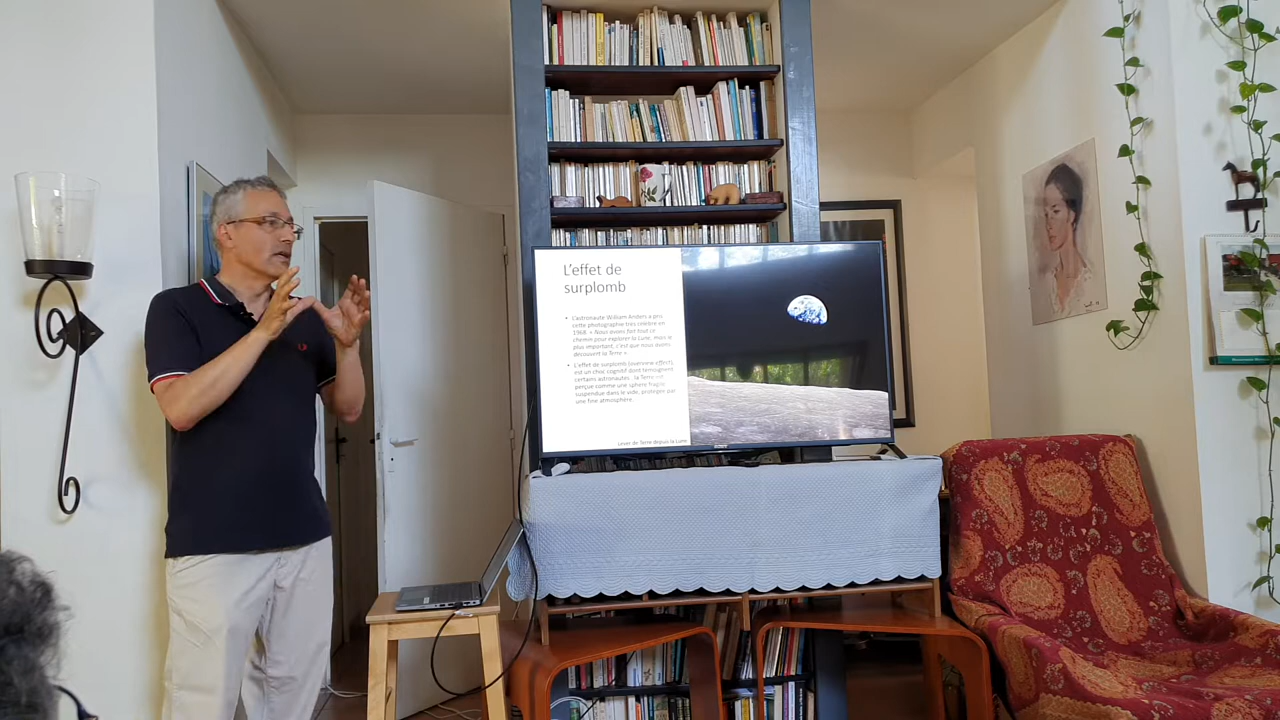 L'effet de
surplomb
• L'astronaute William Anders a pris
cette photographie très célèbre en
1968. « Nous avons fait tout ce
chemin pour explorer la Lune, mais le
plus important, c'est que nous avons
découvert la Terre »
• L'effet de surplomb (overview effect)
est un choc cognitif dont témoignent
certains astronautes : la Terre est
perçue comme une sphère fragile
suspendue dans le vide, protégée par
une fine atmosphère.
Lever de Terre depuis la Lune
SONY